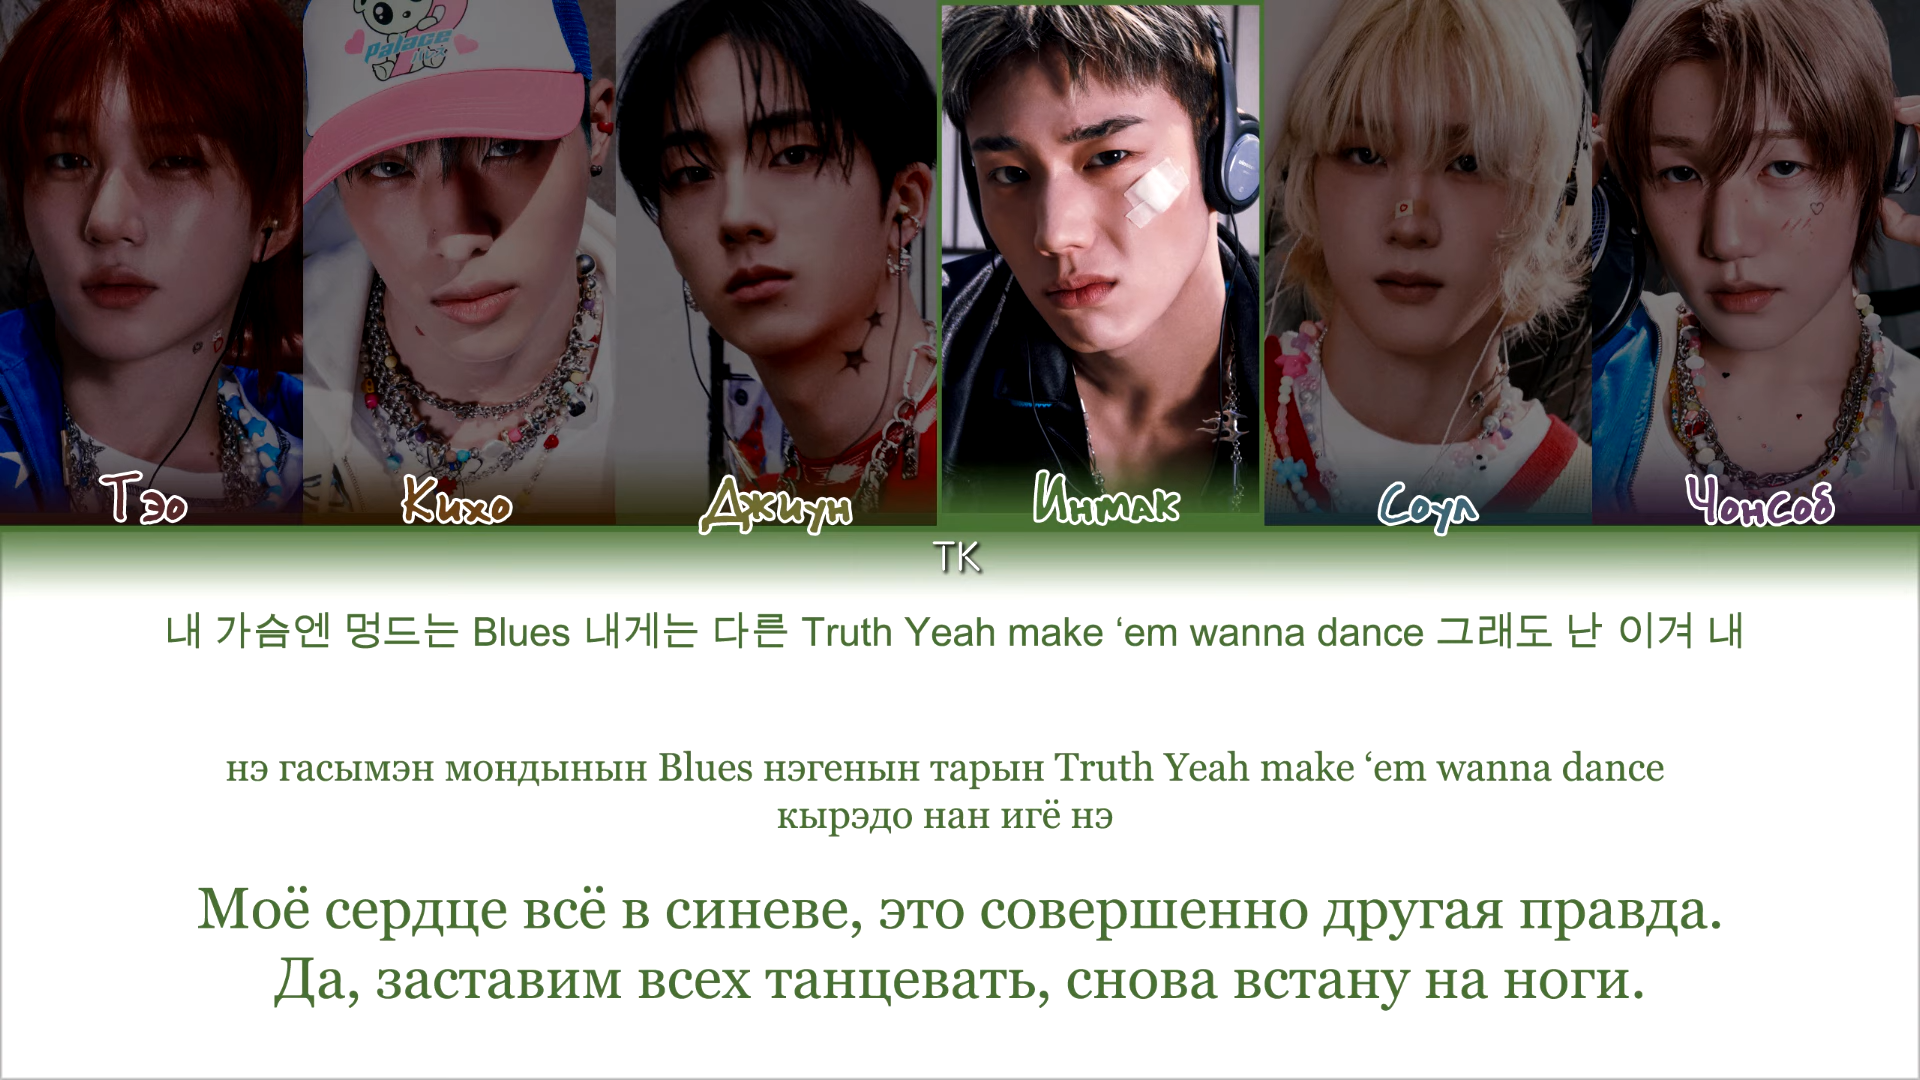 Palace
Тэо
Кихо
Джиун
Интак
Соул
Чонсоб
TK
내 가슴엔 멍드는 Blues 내게는 다른 Truth Yeah make ‘em wanna dance 그래도 난 이겨 내
нэ гасымэн мондынын Blues нэгенын тарын Truth Yeah make ‘em wanna dance
кырэдо нан игё нэ
Моё сердце всё в синеве, это совершенно другая правда.
Да, заставим всех танцевать, снова встану на ноги.